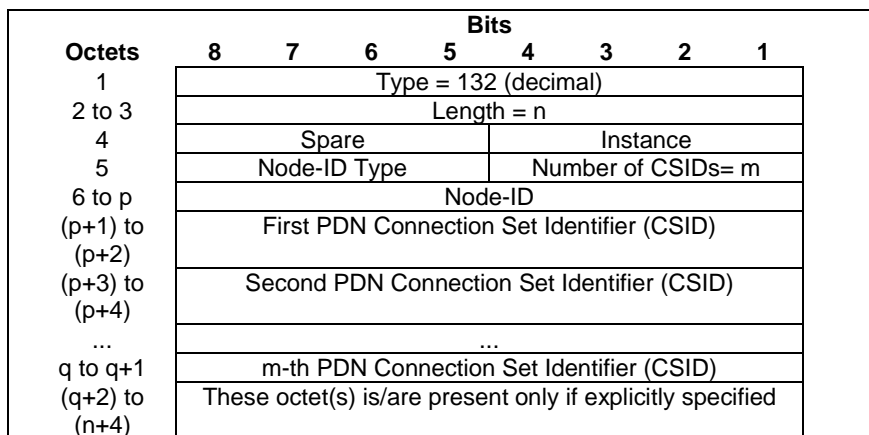 Bits
Octets 8 7 6 5 4 3 2 1
1 Type = 132 (decimal)
2 to 3 Length = n
4 Spare Instance
5 Node-ID Type Number of CSIDs= m
6 to p Node-ID
(p+1) to First PDN Connection Set Identifier (CSID)
(p+2)
(p+3) to Second PDN Connection Set Identifier (CSID)
(p+4)
... ...
q to q+1 m-th PDN Connection Set Identifier (CSID)
(q+2) to These octet(s) is/are present only if explicitly specified
(n+4)